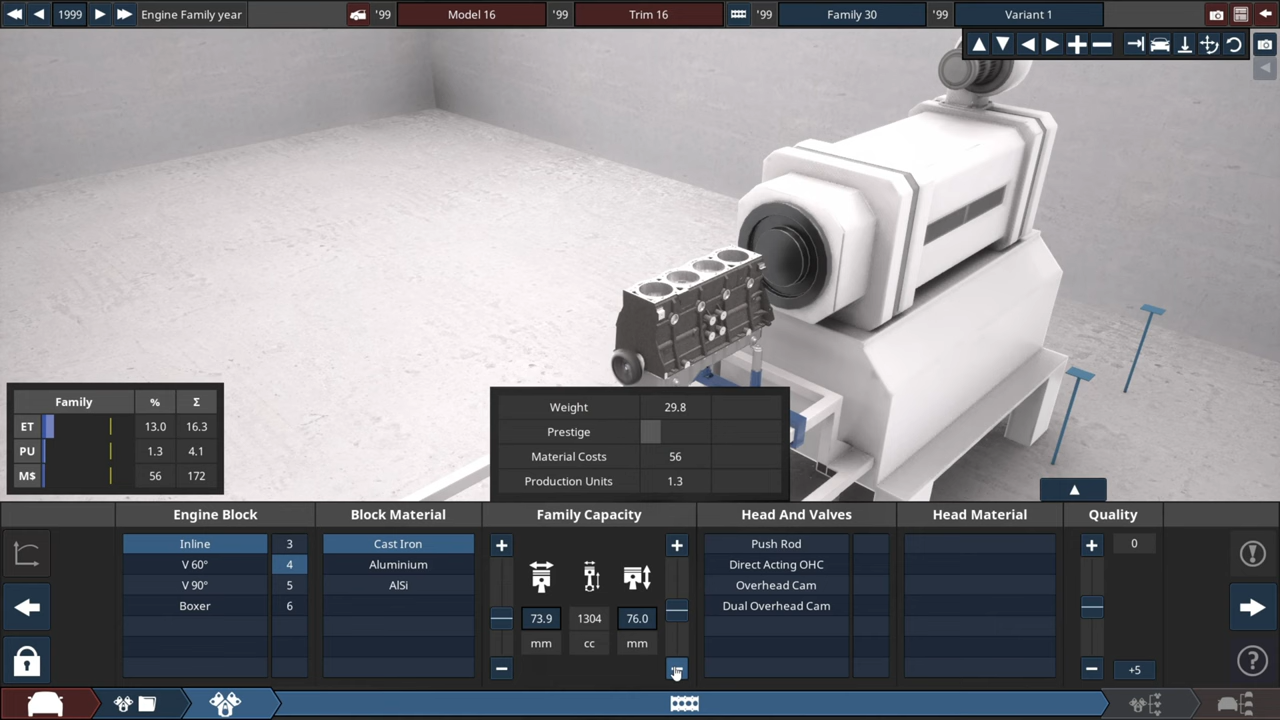 1999 Engine Family year '99 Model 16 '99 Trim 16 '99 Family 30 '99 Variant 1
Family % Σ
ET 13.0 16.3
PU 1.3 4.1
M$ 56 172
Weight 29.8
Prestige
Material Costs 56
Production Units 1.3
Engine Block
Inline 3
V 60° 4
V 90° 5
Boxer 6
Block Material
Cast Iron
Aluminium
AlSi
Family Capacity
73.9 1304 76.0
mm cc mm
Head And Valves
Push Rod
Direct Acting OHC
Overhead Cam
Dual Overhead Cam
Head Material
Quality
0
+5